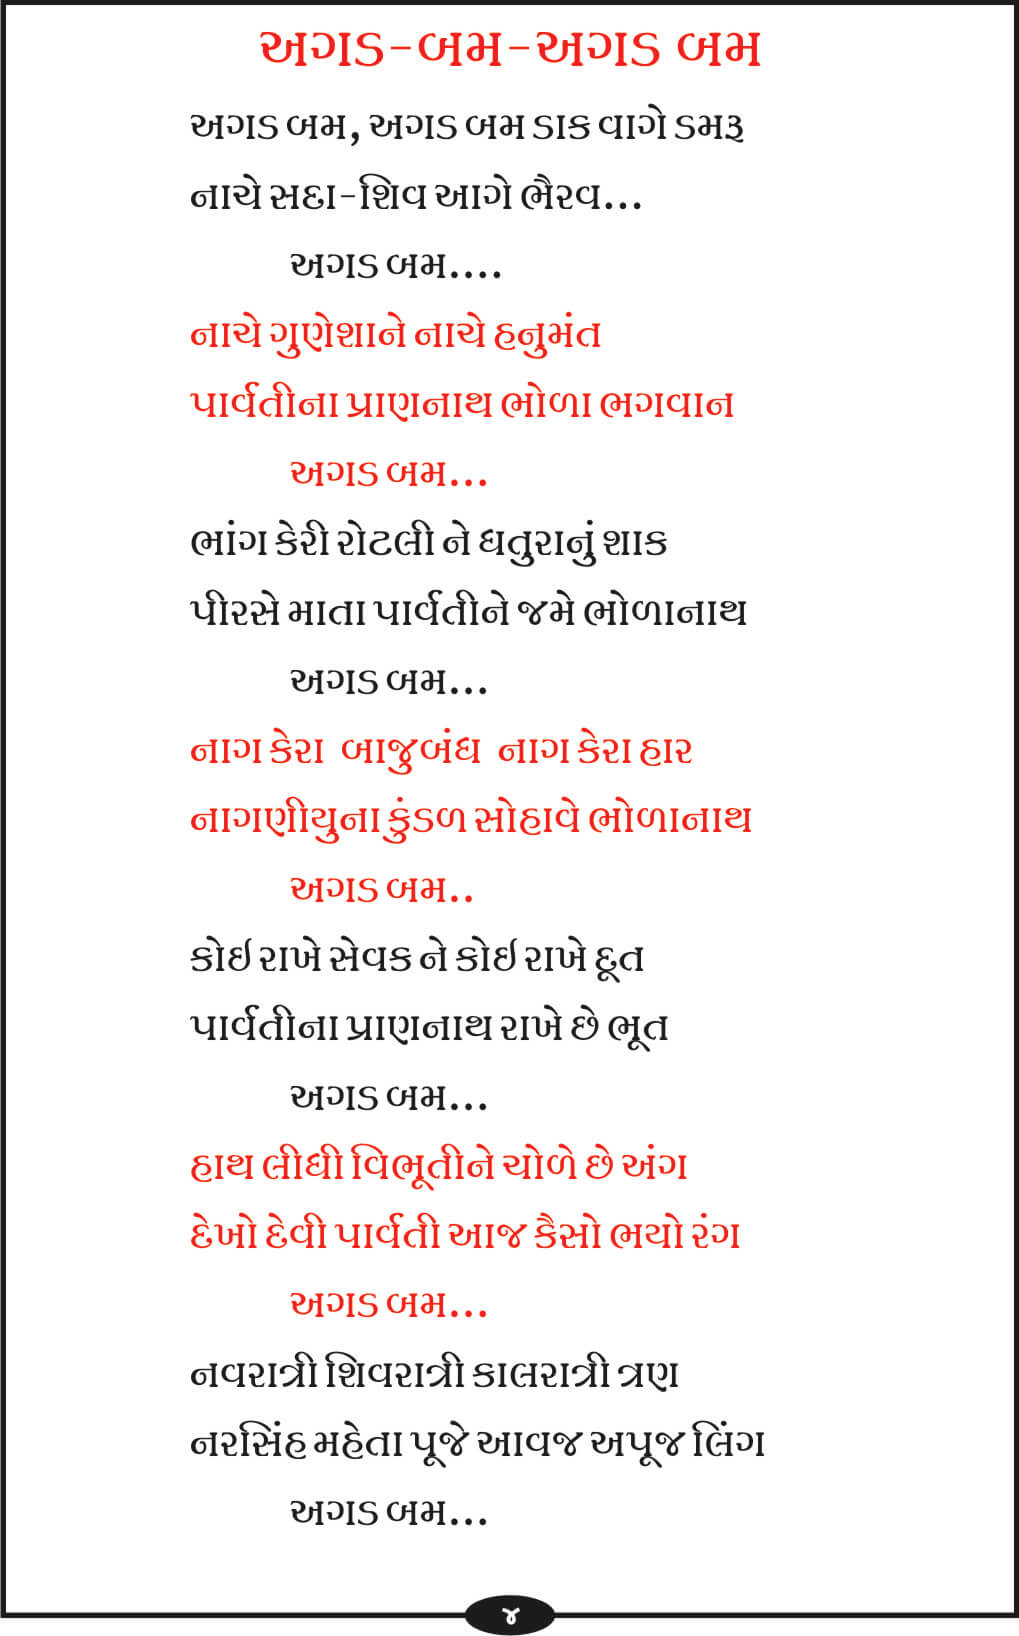 અગડ-બમ-અગડ બમ
અગડ બમ, અગડ બમ ડાક વાગે ડમરૂ
નાચે સદા-શિવ આગે ભૈરવ...
અગડ બમ....
નાચે ગુણેશાને નાચે હનુમંત
પાર્વતીના પ્રાણનાથ ભોળા ભગવાન
અગડ બમ...
ભાંગ કેરી રોટલી ને ધતુરાનું શાક
પીરસે માતા પાર્વતીને જમે ભોળાનાથ
અગડ બમ...
નાગ કેરા બાજુબંધ નાગ કેરા હાર
નાગણીયુના કુંડળ સોહાવે ભોળાનાથ
અગડ બમ..
કોઈ રાખે સેવક ને કોઈ રાખે દૂત
પાર્વતીના પ્રાણનાથ રાખે છે ભૂત
અગડ બમ...
હાથ લીધી વિભૂતીને ચોળે છે અંગ
દેખો દેવી પાર્વતી આજ કૈસો ભયો રંગ
અગડ બમ...
નવરાત્રી શિવરાત્રી કાલરાત્રી ત્રણ
નરસિંહ મહેતા પૂજે આવજ અપૂજ લિંગ
અગડ બમ...
૪